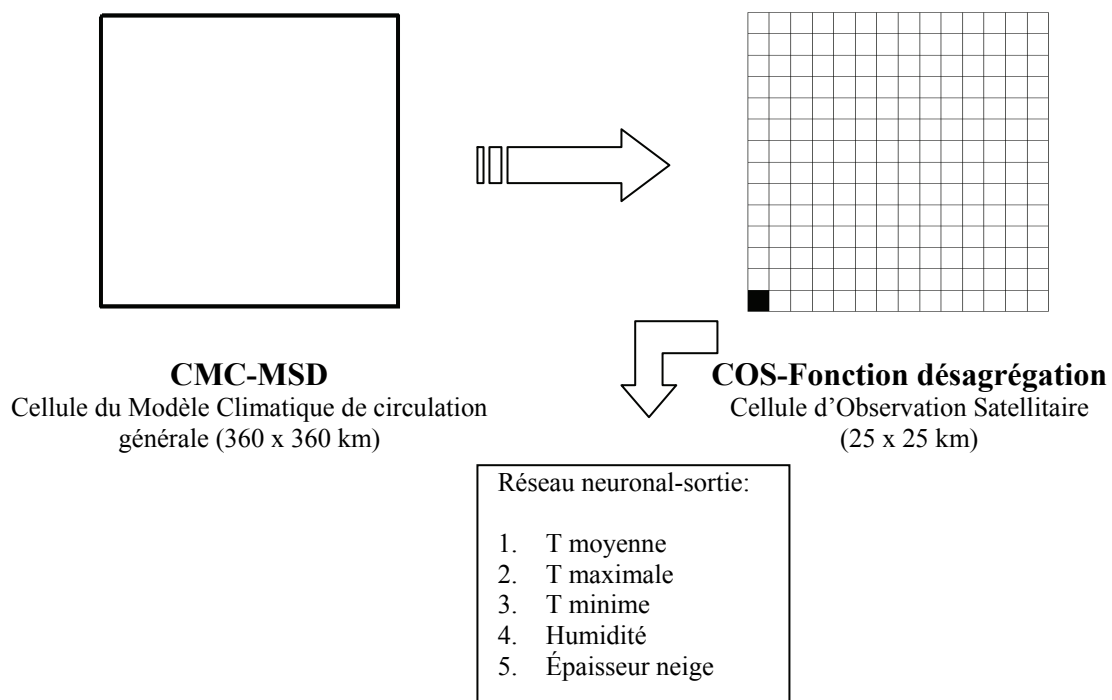 CMC-MSD
Cellule du Modèle Climatique de circulation
générale (360 x 360 km)
COS-Fonction désagrégation
Cellule d'Observation Satellitaire
(25 x 25 km)
Réseau neuronal-sortie:
1. T moyenne
2. T maximale
3. T minime
4. Humidité
5. Épaisseur neige